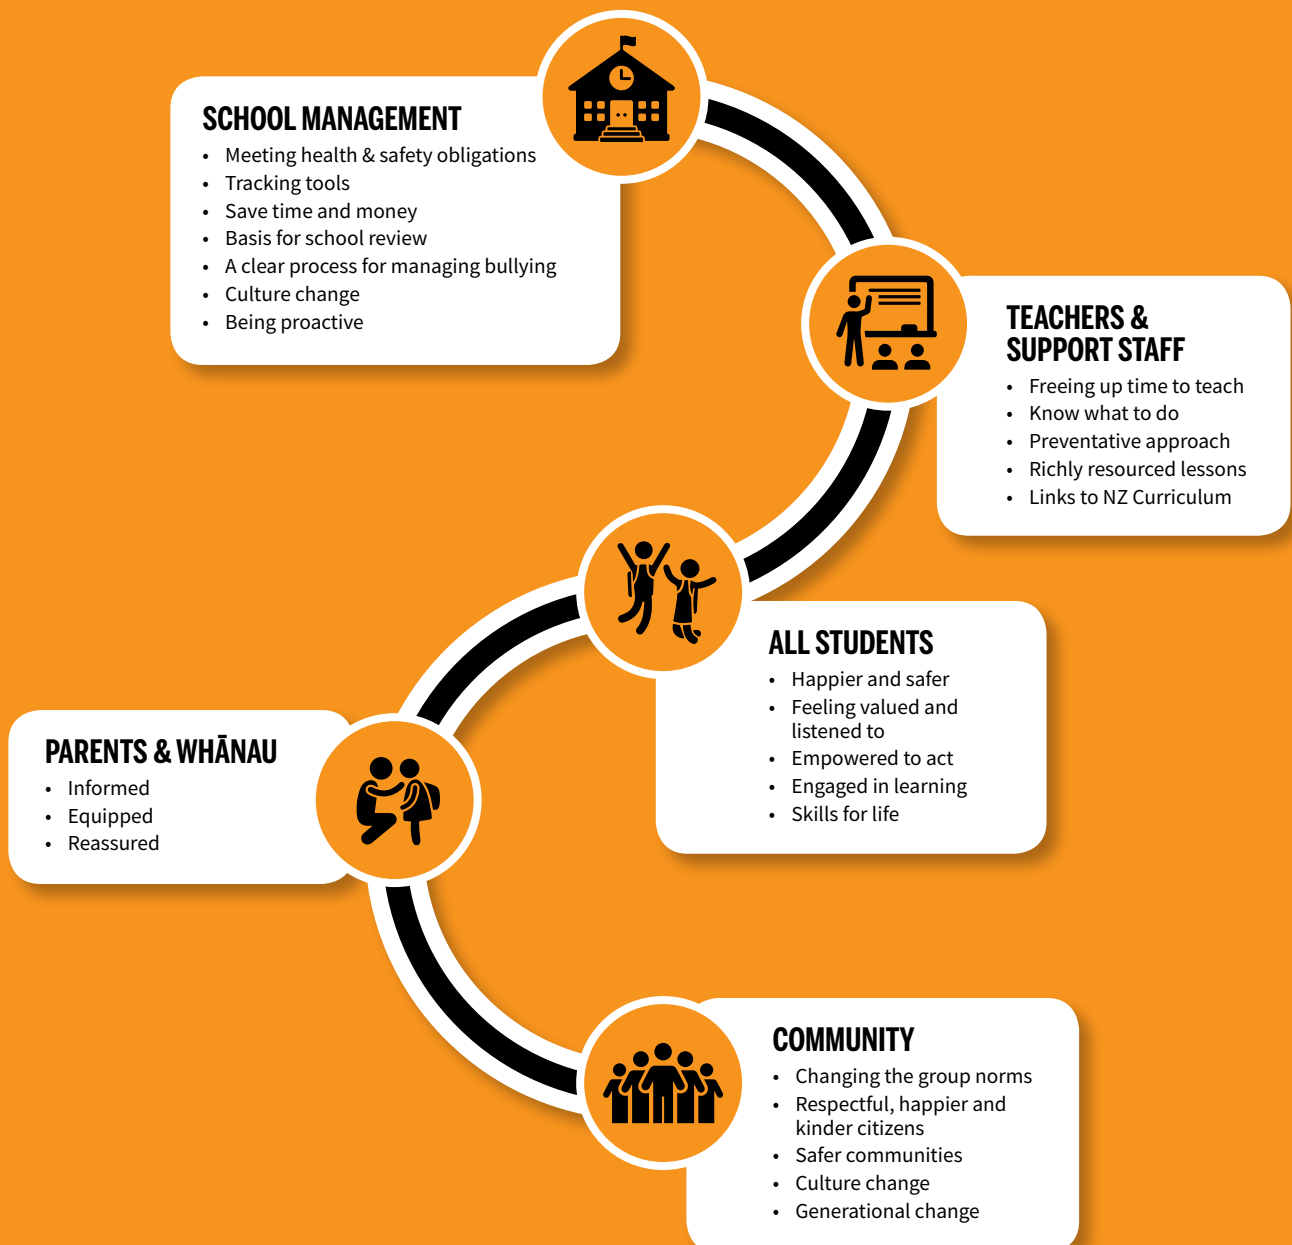 SCHOOL MANAGEMENT
• Meeting health & safety obligations
• Tracking tools
• Save time and money
• Basis for school review
• A clear process for managing bullying
• Culture change
• Being proactive
TEACHERS &
SUPPORT STAFF
• Freeing up time to teach
• Know what to do
• Preventative approach
• Richly resourced lessons
• Links to NZ Curriculum
ALL STUDENTS
• Happier and safer
• Feeling valued and
listened to
• Empowered to act
• Engaged in learning
• Skills for life
PARENTS & WHĀNAU
• Informed
• Equipped
• Reassured
COMMUNITY
• Changing the group norms
• Respectful, happier and
kinder citizens
• Safer communities
• Culture change
• Generational change